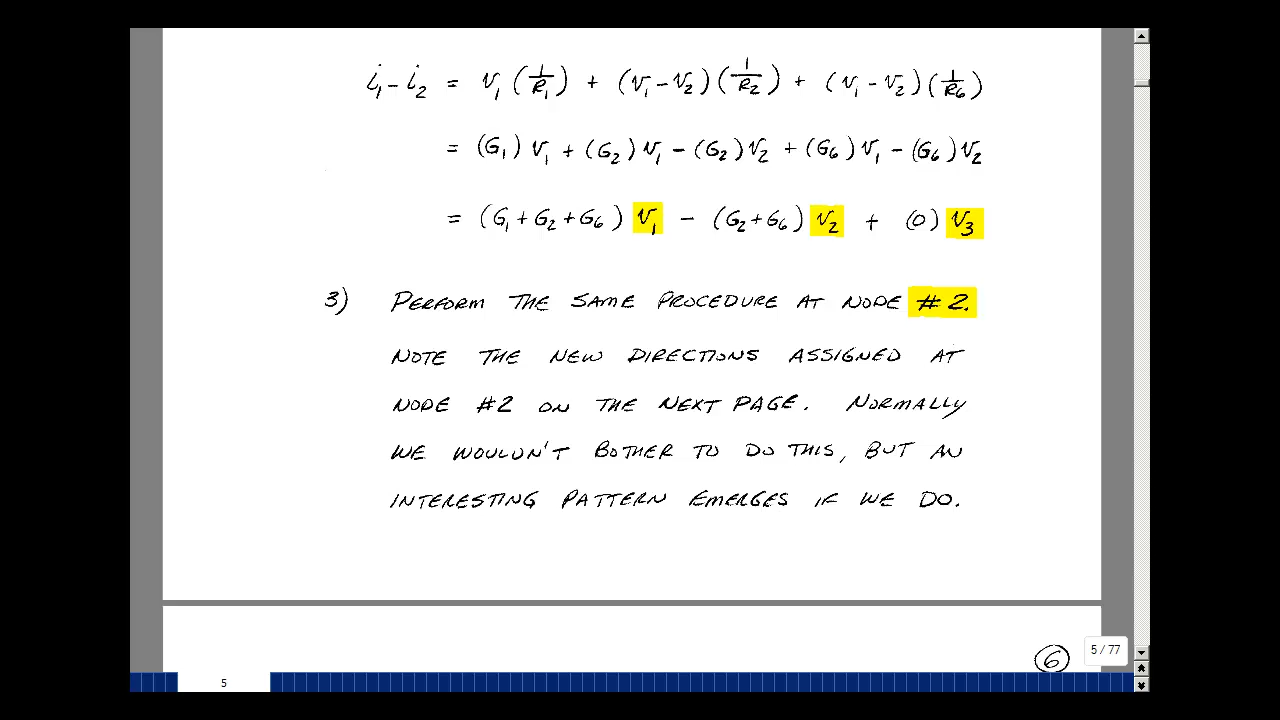 i₁ - i₂ = v₁ (1/R₁) + (v₁ - v₂) (1/R₂) + (v₁ - v₂) (1/R₆)
= (G₁) v₁ + (G₂) v₁ - (G₂) v₂ + (G₆) v₁ - (G₆) v₂
= (G₁ + G₂ + G₆) v₁ - (G₂ + G₆) v₂ + (0) v₃
3) PERFORM THE SAME PROCEDURE AT NODE #2.
NOTE THE NEW DIRECTIONS ASSIGNED AT
NODE #2 ON THE NEXT PAGE. NORMALLY
WE WOULDN'T BOTHER TO DO THIS, BUT AN
INTERESTING PATTERN EMERGES IF WE DO.
6
5 / 77
5